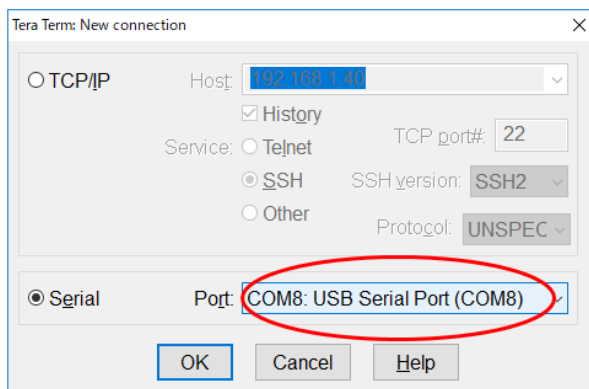 Tera Term: New connection
TCP/IP
Host: 192.168.1.40
History
Service: Telnet
TCP port#: 22
SSH
SSH version: SSH2
Other
Protocol: UNSPEC
Serial
Port: COM8: USB Serial Port (COM8)
OK Cancel Help